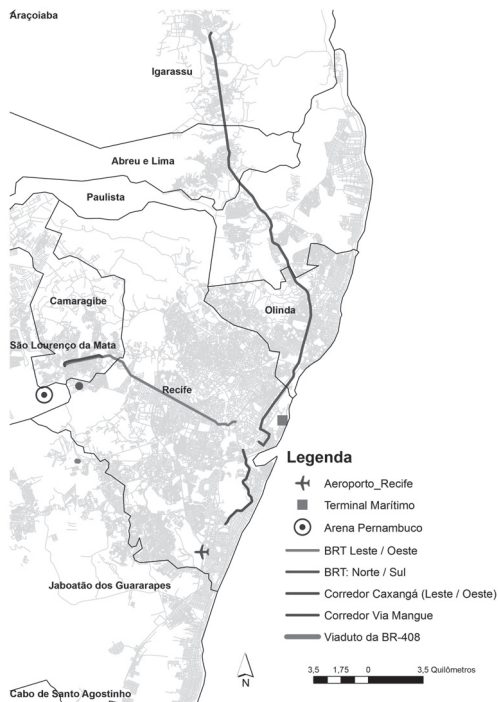 Araçoiaba
Igarassu
Abreu e Lima
Paulista
Camaragibe
Olinda
São Lourenço da Mata
Recife
Jaboatão dos Guararapes
Cabo de Santo Agostinho
Legenda
Aeroporto_Recife
Terminal Marítimo
Arena Pernambuco
BRT Leste / Oeste
BRT: Norte / Sul
Corredor Caxangá (Leste / Oeste)
Corredor Via Mangue
Viaduto da BR-408
N
3,5 1,75 0 3,5 Quilômetros